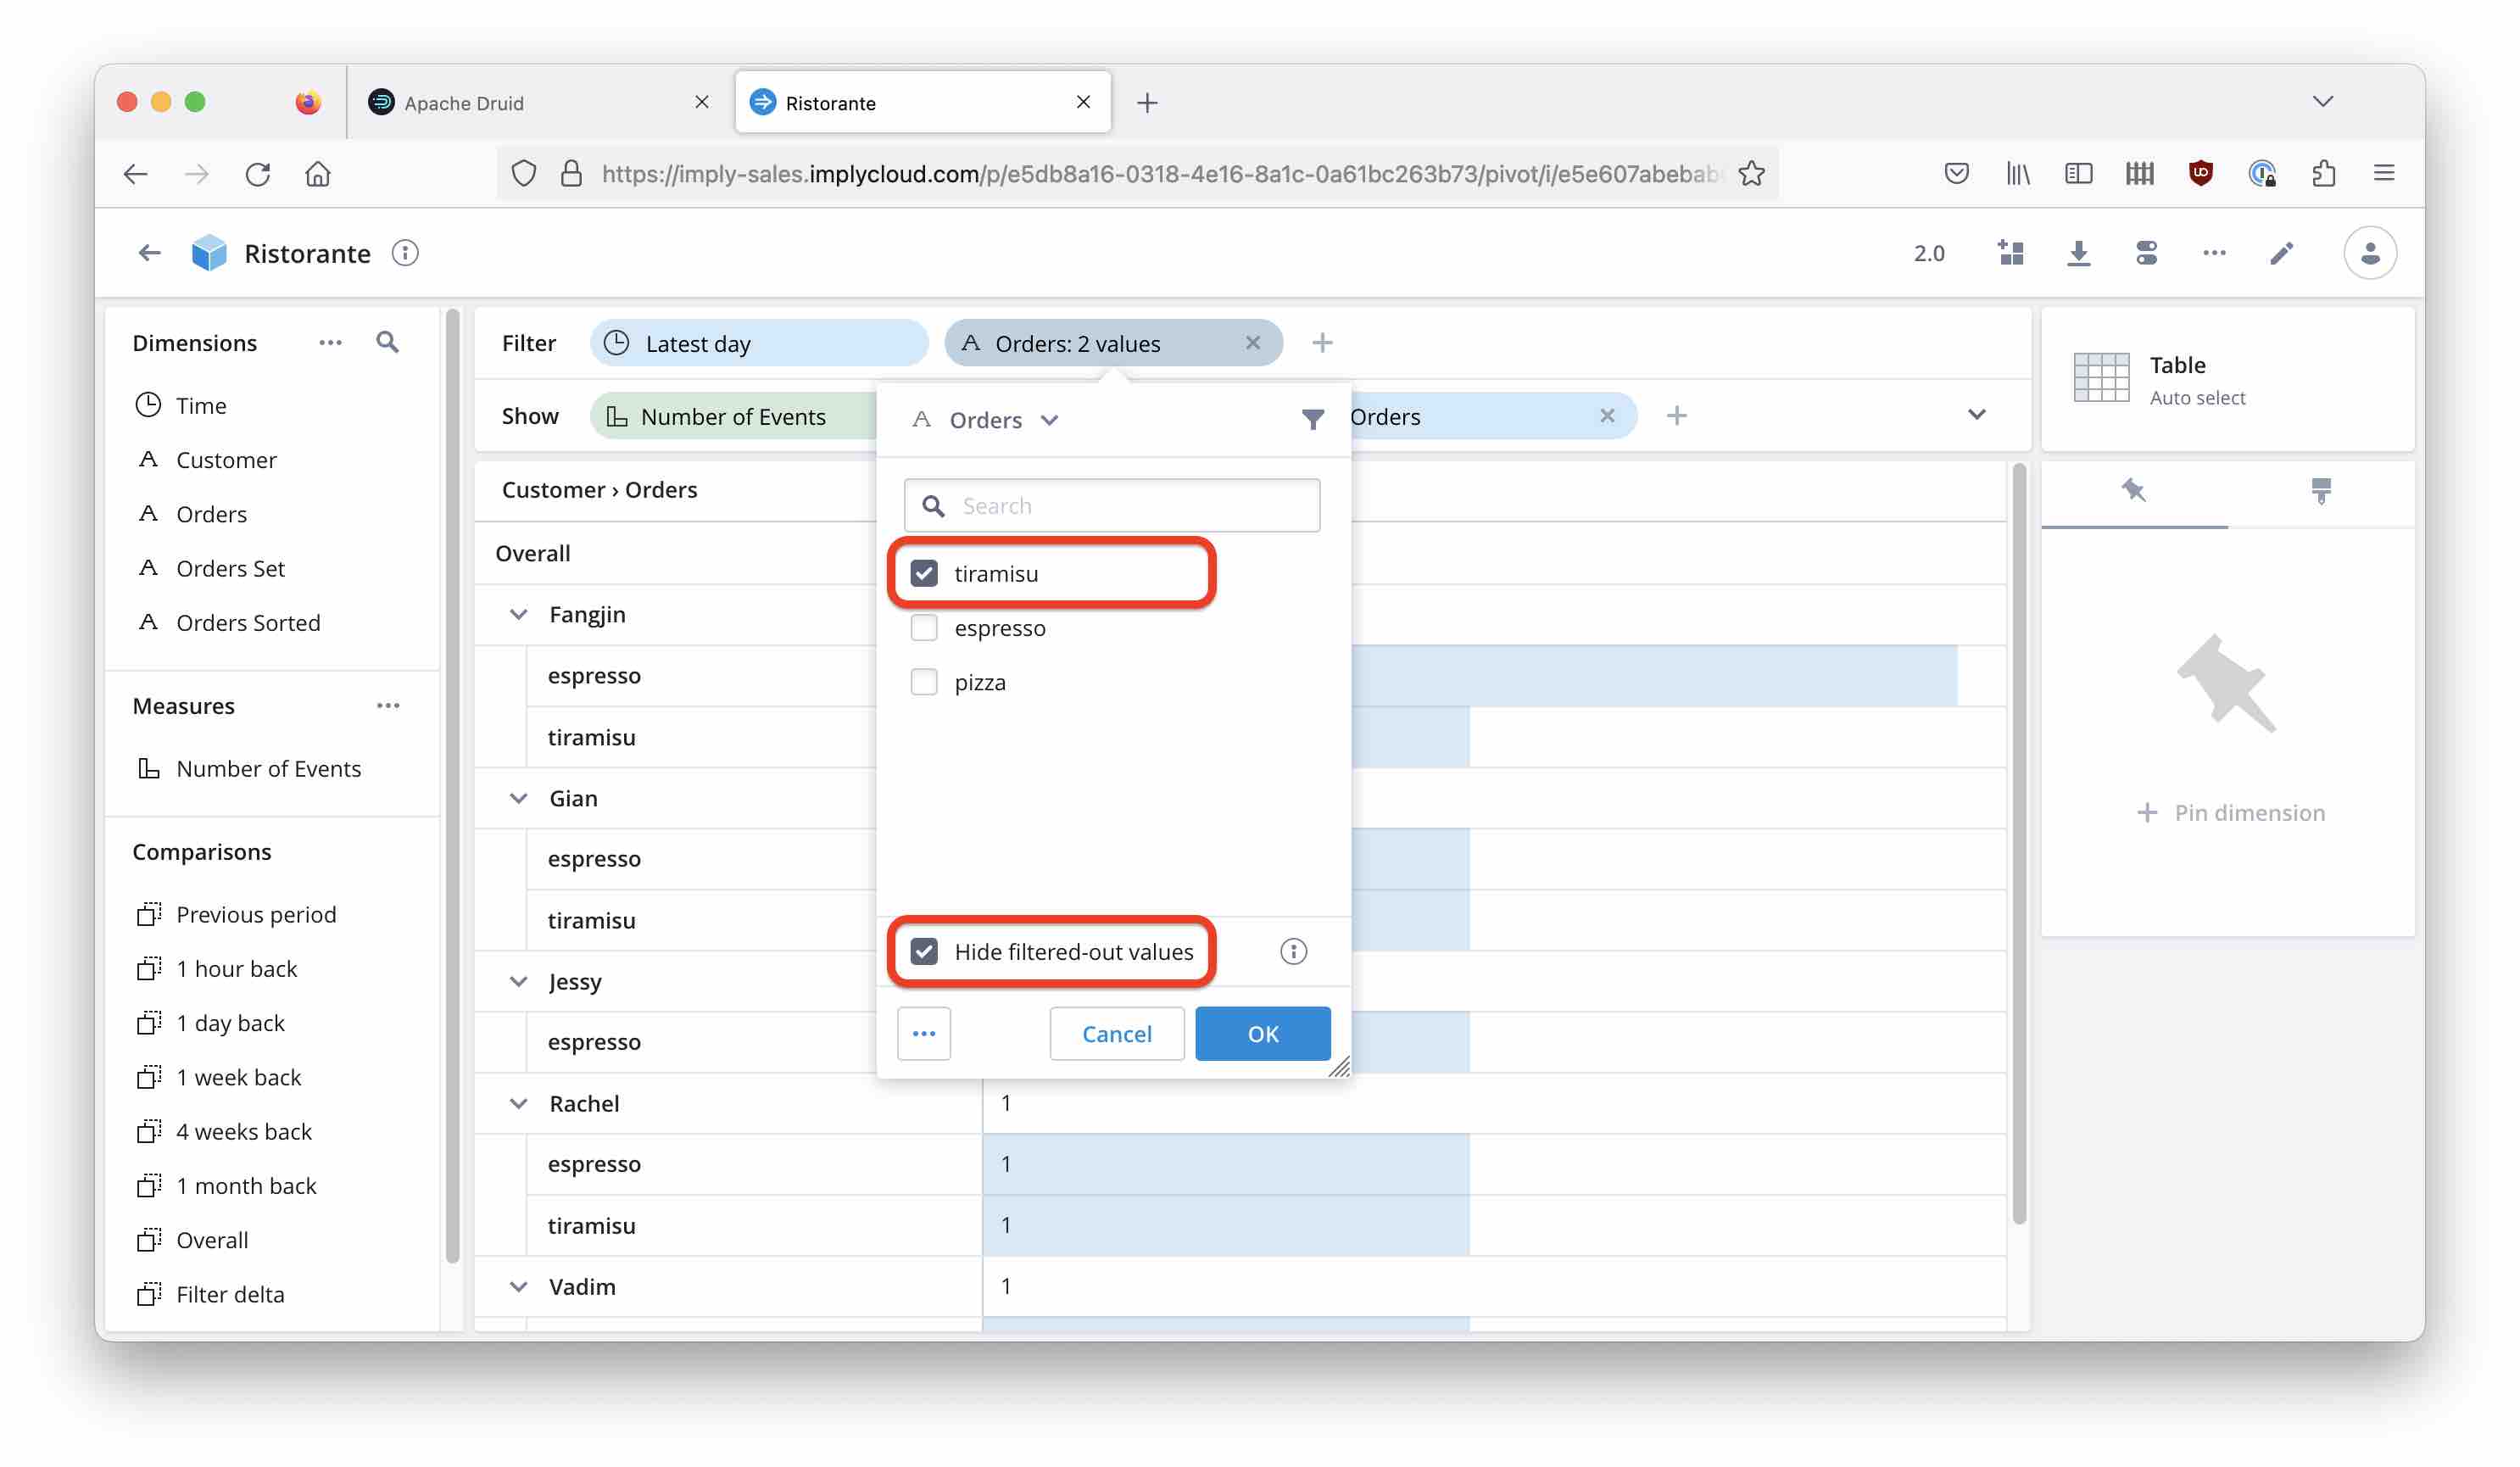 Apache Druid
Ristorante
https://imply-sales.implycloud.com/p/e5db8a16-0318-4e16-8a1c-0a61bc263b73/pivot/i/e5e607abebab
Ristorante
2.0
Dimensions
Time
Customer
Orders
Orders Set
Orders Sorted
Measures
Number of Events
Comparisons
Previous period
1 hour back
1 day back
1 week back
4 weeks back
1 month back
Overall
Filter delta
Filter
Latest day
Orders: 2 values
Show
Number of Events
Orders
Customer › Orders
Overall
Fangjin
espresso
tiramisu
Gian
espresso
tiramisu
Jessy
espresso
Rachel 1
espresso 1
tiramisu 1
Vadim 1
Orders
Search
tiramisu
espresso
pizza
Hide filtered-out values
Cancel
OK
Table
Auto select
Pin dimension